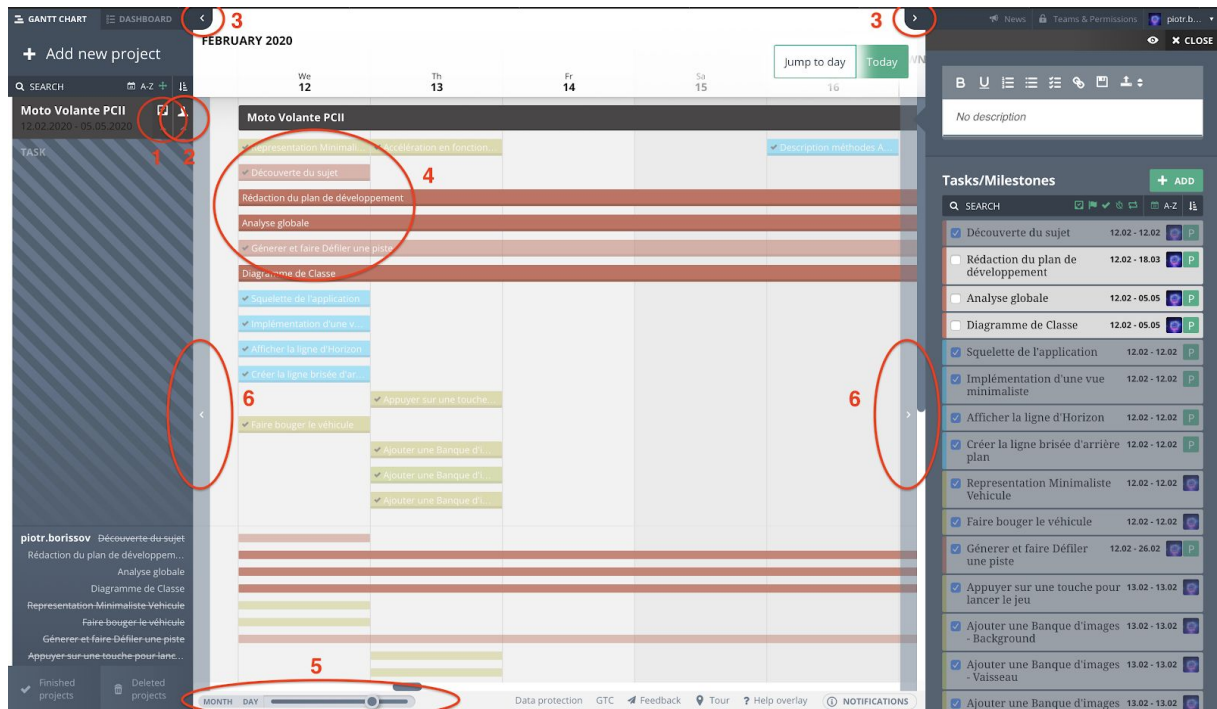 GANTT CHART
DASHBOARD
3
3
News
Teams & Permissions
piotr.b...
Add new project
FEBRUARY 2020
CLOSE
Jump to day
Today
SEARCH
A-Z
We
12
Th
13
Fr
14
Sa
15
16
B U
Moto Volante PCII
12.02.2020 - 05.05.2020
Moto Volante PCII
No description
1
2
TASK
Representation Minimali...
Accélération en fonction...
Description méthodes A...
Découverte du sujet
4
Rédaction du plan de développement
Analyse globale
Génerer et faire Défiler une piste
Diagramme de Classe
Squelette de l'application
Implémentation d'une v...
Afficher la ligne d'Horizon
Créer la ligne brisée d'ar...
6
6
Appuyer sur une touche...
Faire bouger le véhicule
Ajouter une Banque d'i...
Ajouter une Banque d'i...
Ajouter une Banque d'i...
Tasks/Milestones
ADD
SEARCH
A-Z
Découverte du sujet 12.02 - 12.02 P
Rédaction du plan de 12.02 - 18.03 P
développement
Analyse globale 12.02 - 05.05 P
Diagramme de Classe 12.02 - 05.05 P
Squelette de l'application 12.02 - 12.02 P
Implémentation d'une vue 12.02 - 12.02 P
minimaliste
Afficher la ligne d'Horizon 12.02 - 12.02 P
Créer la ligne brisée d'arrière 12.02 - 12.02 P
plan
Representation Minimaliste 12.02 - 12.02
Vehicule
Faire bouger le véhicule 12.02 - 12.02
Génerer et faire Défiler 12.02 - 26.02 P
une piste
Appuyer sur une touche pour 13.02 - 13.02
lancer le jeu
Ajouter une Banque d'images 13.02 - 13.02
- Background
Ajouter une Banque d'images 13.02 - 13.02
- Vaisseau
Ajouter une Banque d'images 13.02 - 13.02
piotr.borissov Découverte du sujet
Rédaction du plan de développem...
Analyse globale
Diagramme de Classe
Representation Minimaliste Vehicule
Faire bouger le véhicule
Génerer et faire Défiler une piste
Appuyer sur une touche pour lanc...
5
Finished
projects
Deleted
projects
MONTH DAY
Data protection
GTC
Feedback
Tour
? Help overlay
NOTIFICATIONS